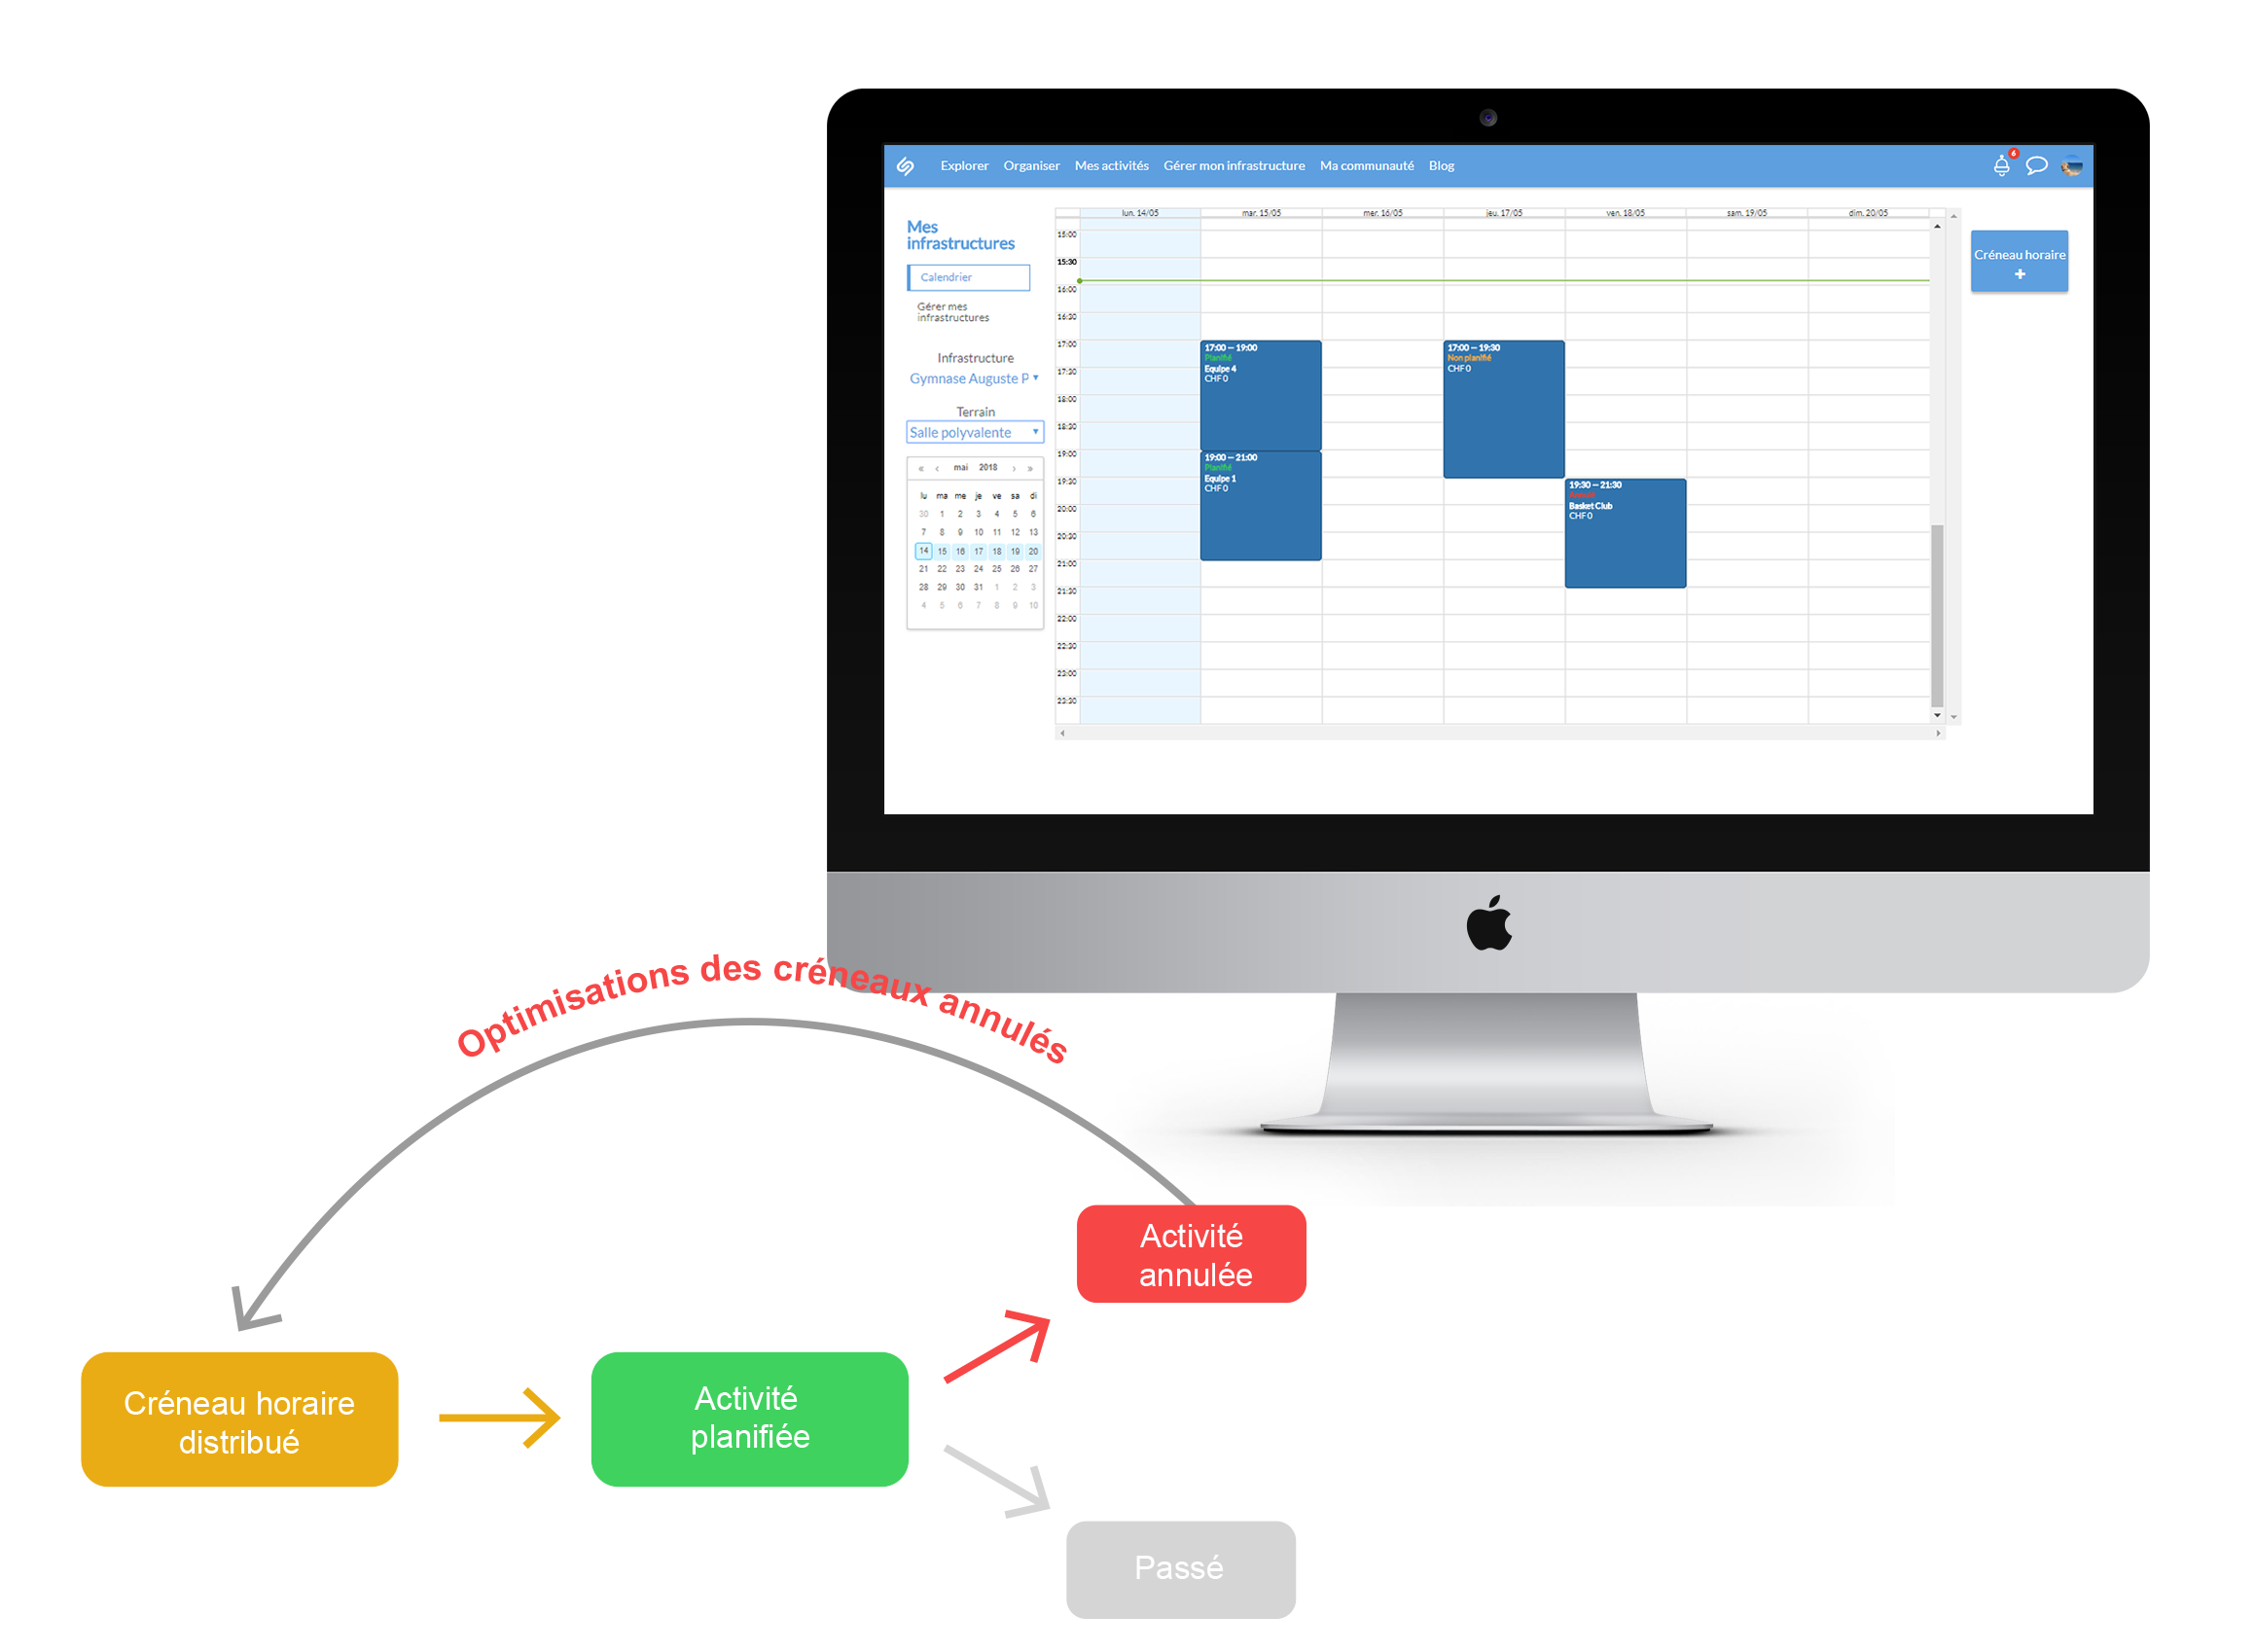 Explorer Organiser Mes activités Gérer mon infrastructure Ma communauté Blog
6
Mes
infrastructures
Calendrier
Gérer mes
infrastructures
Infrastructure
Gymnase Auguste P
Terrain
Salle polyvalente
« ‹ mai 2018 › »
lu ma me je ve sa di
30 1 2 3 4 5 6
7 8 9 10 11 12 13
14 15 16 17 18 19 20
21 22 23 24 25 26 27
28 29 30 31 1 2 3
4 5 6 7 8 9 10
lun. 14/05 mar. 15/05 mer. 16/05 jeu. 17/05 ven. 18/05 sam. 19/05 dim. 20/05
15:00
15:30
16:00
16:30
17:00
17:30
18:00
18:30
19:00
19:30
20:00
20:30
21:00
21:30
22:00
22:30
23:00
23:30
17:00 — 19:00
Planifié
Equipe 4
CHF 0
19:00 — 21:00
Planifié
Equipe 1
CHF 0
17:00 — 19:30
Non planifié
CHF 0
19:30 — 21:30
Annulé
Basket Club
CHF 0
Créneau horaire
+
Optimisations des créneaux annulés
Activité
annulée
Créneau horaire
distribué
Activité
planifiée
Passé